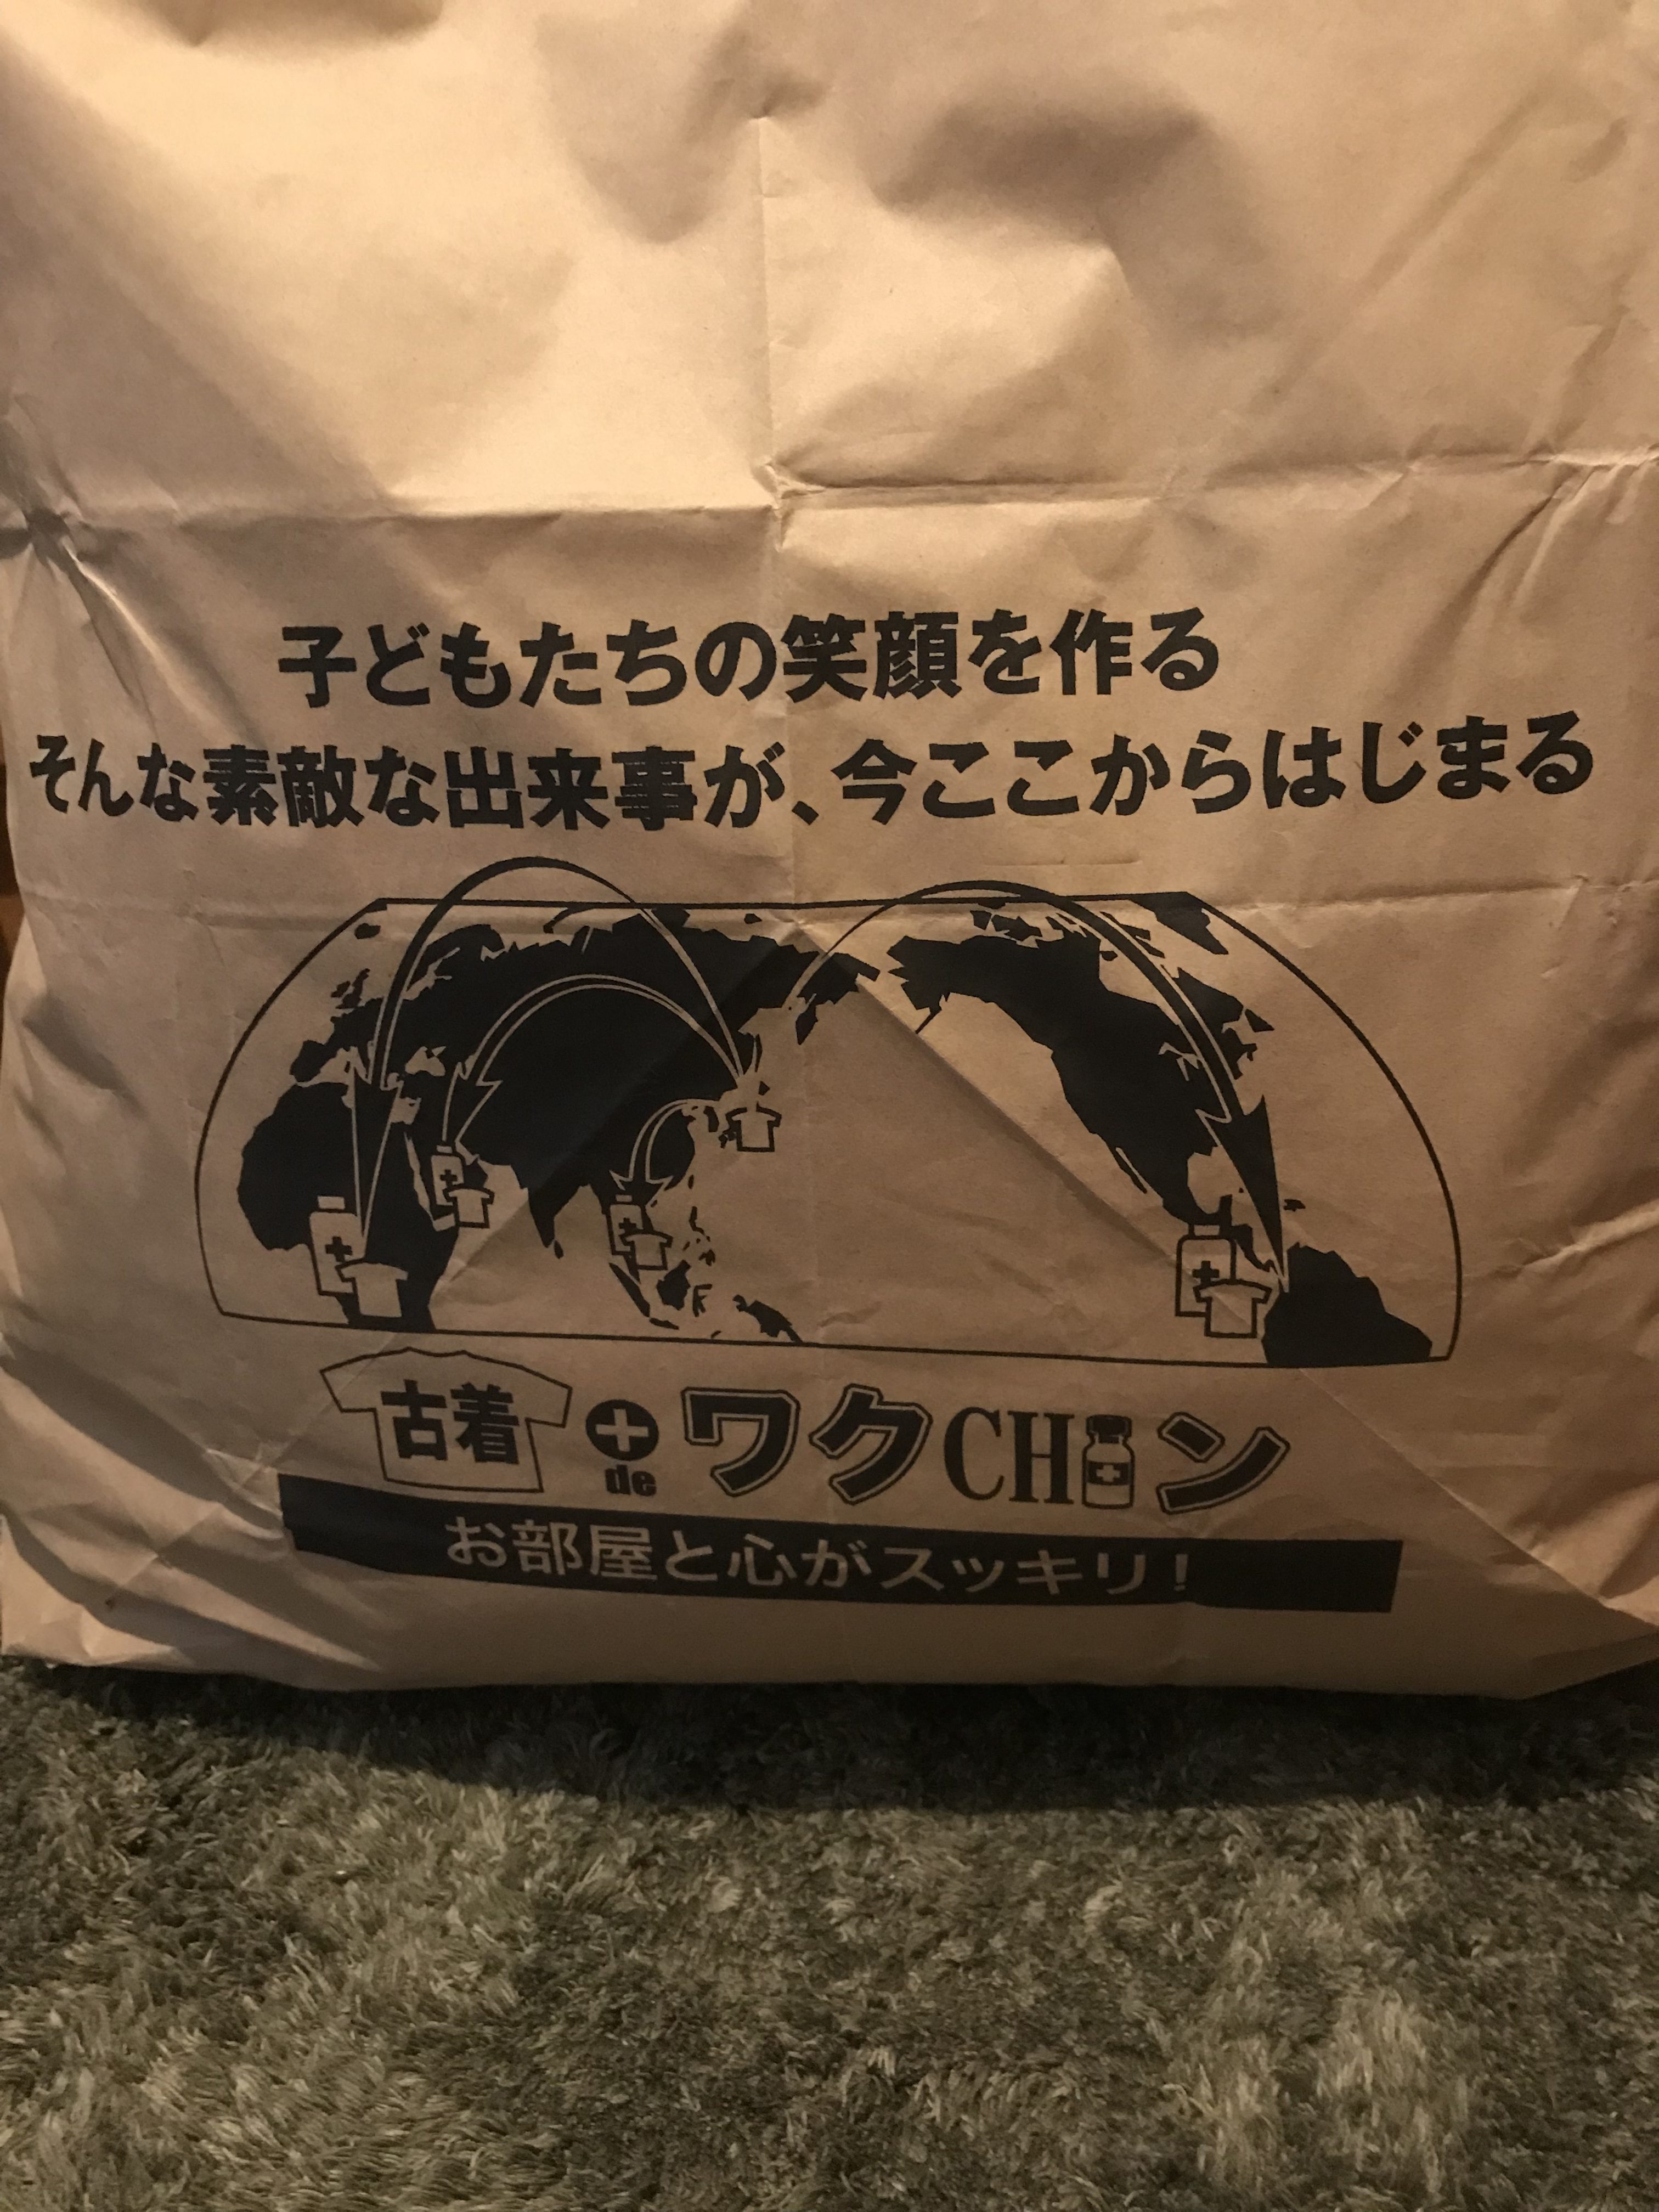 子どもたちの笑顔を作る
そんな素敵な出来事が、今ここからはじまる
古着 de ワクCHiン
お部屋と心がスッキリ!